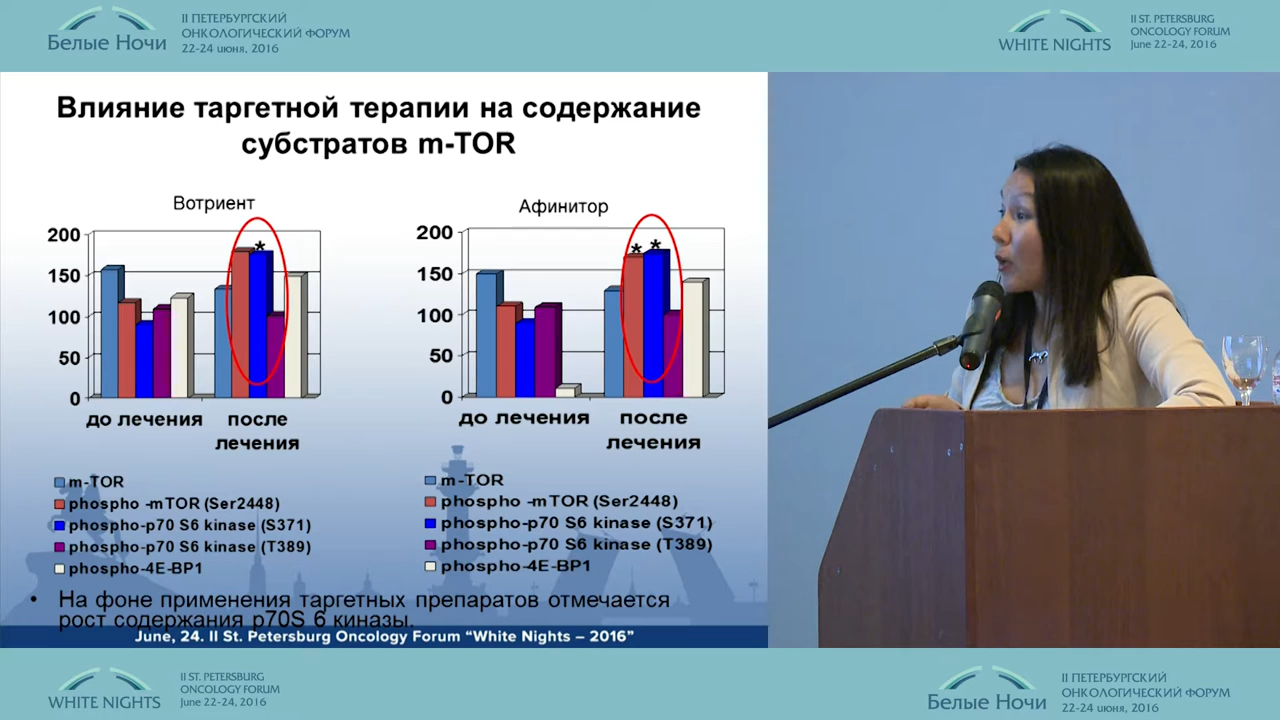 Белые Ночи
II ПЕТЕРБУРГСКИЙ
ОНКОЛОГИЧЕСКИЙ ФОРУМ
22-24 июня, 2016
WHITE NIGHTS
II ST. PETERSBURG
ONCOLOGY FORUM
June 22-24, 2016
Влияние таргетной терапии на содержание
субстратов m-TOR
Вотриент
200
150
100
50
0
* 
до лечения
после
лечения
m-TOR
phospho -mTOR (Ser2448)
phospho-p70 S6 kinase (S371)
phospho-p70 S6 kinase (T389)
phospho-4E-BP1
Афинитор
200
150
100
50
0
* *
до лечения
после
лечения
m-TOR
phospho -mTOR (Ser2448)
phospho-p70 S6 kinase (S371)
phospho-p70 S6 kinase (T389)
phospho-4E-BP1
• На фоне применения таргетных препаратов отмечается
рост содержания p70S 6 киназы.
June, 24. II St. Petersburg Oncology Forum “White Nights – 2016”
WHITE NIGHTS
II ST. PETERSBURG
ONCOLOGY FORUM
June 22-24, 2016
Белые Ночи
II ПЕТЕРБУРГСКИЙ
ОНКОЛОГИЧЕСКИЙ ФОРУМ
22-24 июня, 2016